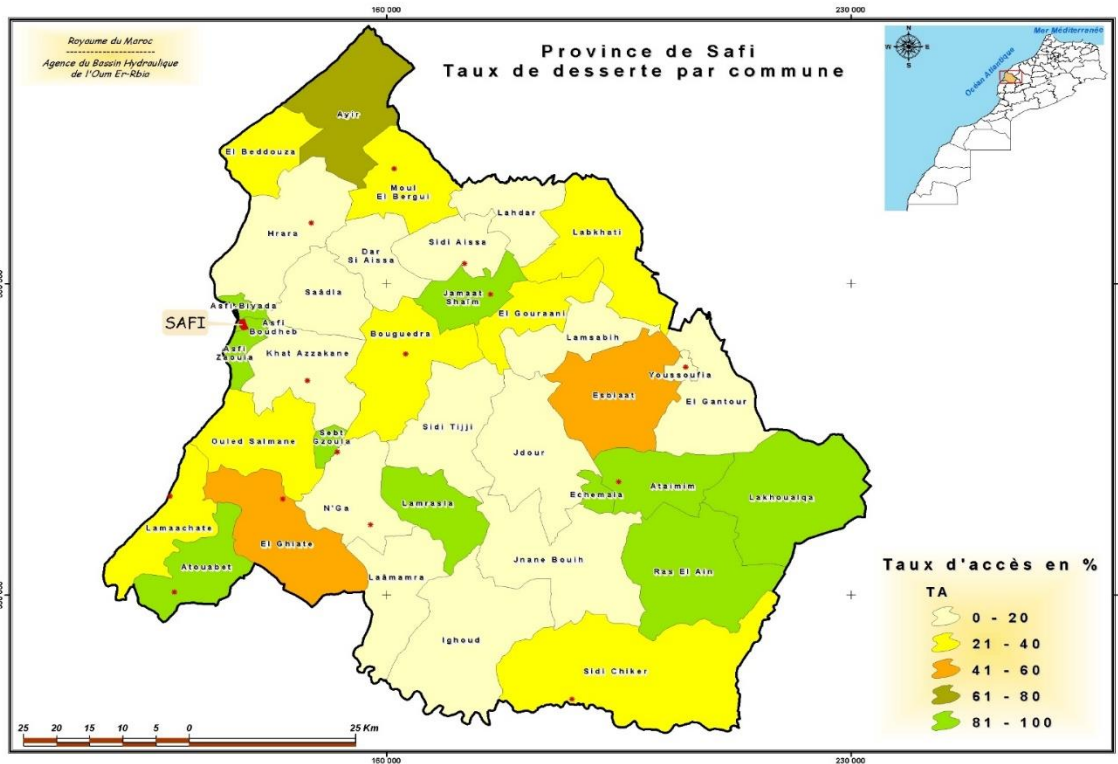 160 000
230 000
Royaume du Maroc
----------------------
Agence du Bassin Hydraulique
de l'Oum Er-Rbia
Province de Safi
Taux de desserte par commune
Mer Méditerranée
Océan Atlantique
N
W
E
S
Ayir
El Beddouza
Moul
El Bergui
Lahdar
Hrara
Sidi Aissa
Labkhati
Dar
Si Aissa
Saâdla
Jamaat
Shaim
Asfi Biyada
SAFI
Asfi
Boudheb
El Gouraani
Bouguedra
Lamsabih
Asfi
Zaouia
Khat Azzakane
Youssoufia
Esbiaat
El Gantour
Sebt
Gzoula
Sidi Tijji
Ouled Salmane
Jdour
Echemaia
Ataimim
Lakhoualqa
Lamrasla
N'Ga
Lamaachate
El Ghiate
Jnane Bouih
Atouabet
Laâmamra
Ras El Ain
Ighoud
Sidi Chiker
Taux d'accès en %
TA
0 - 20
21 - 40
41 - 60
61 - 80
81 - 100
25 20 15 10 5 0 25 Km
160 000
230 000